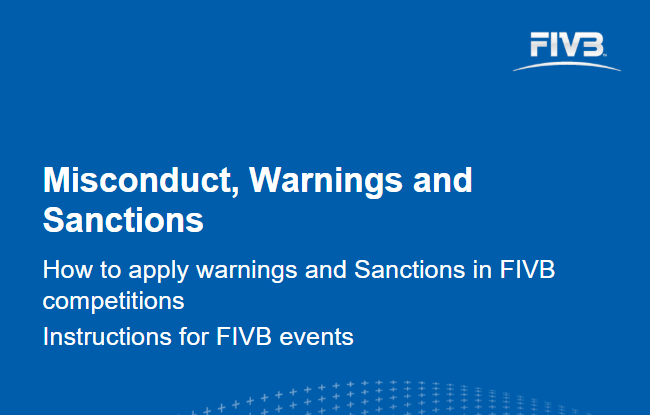 FIVB
Misconduct, Warnings and
Sanctions
How to apply warnings and Sanctions in FIVB
competitions
Instructions for FIVB events